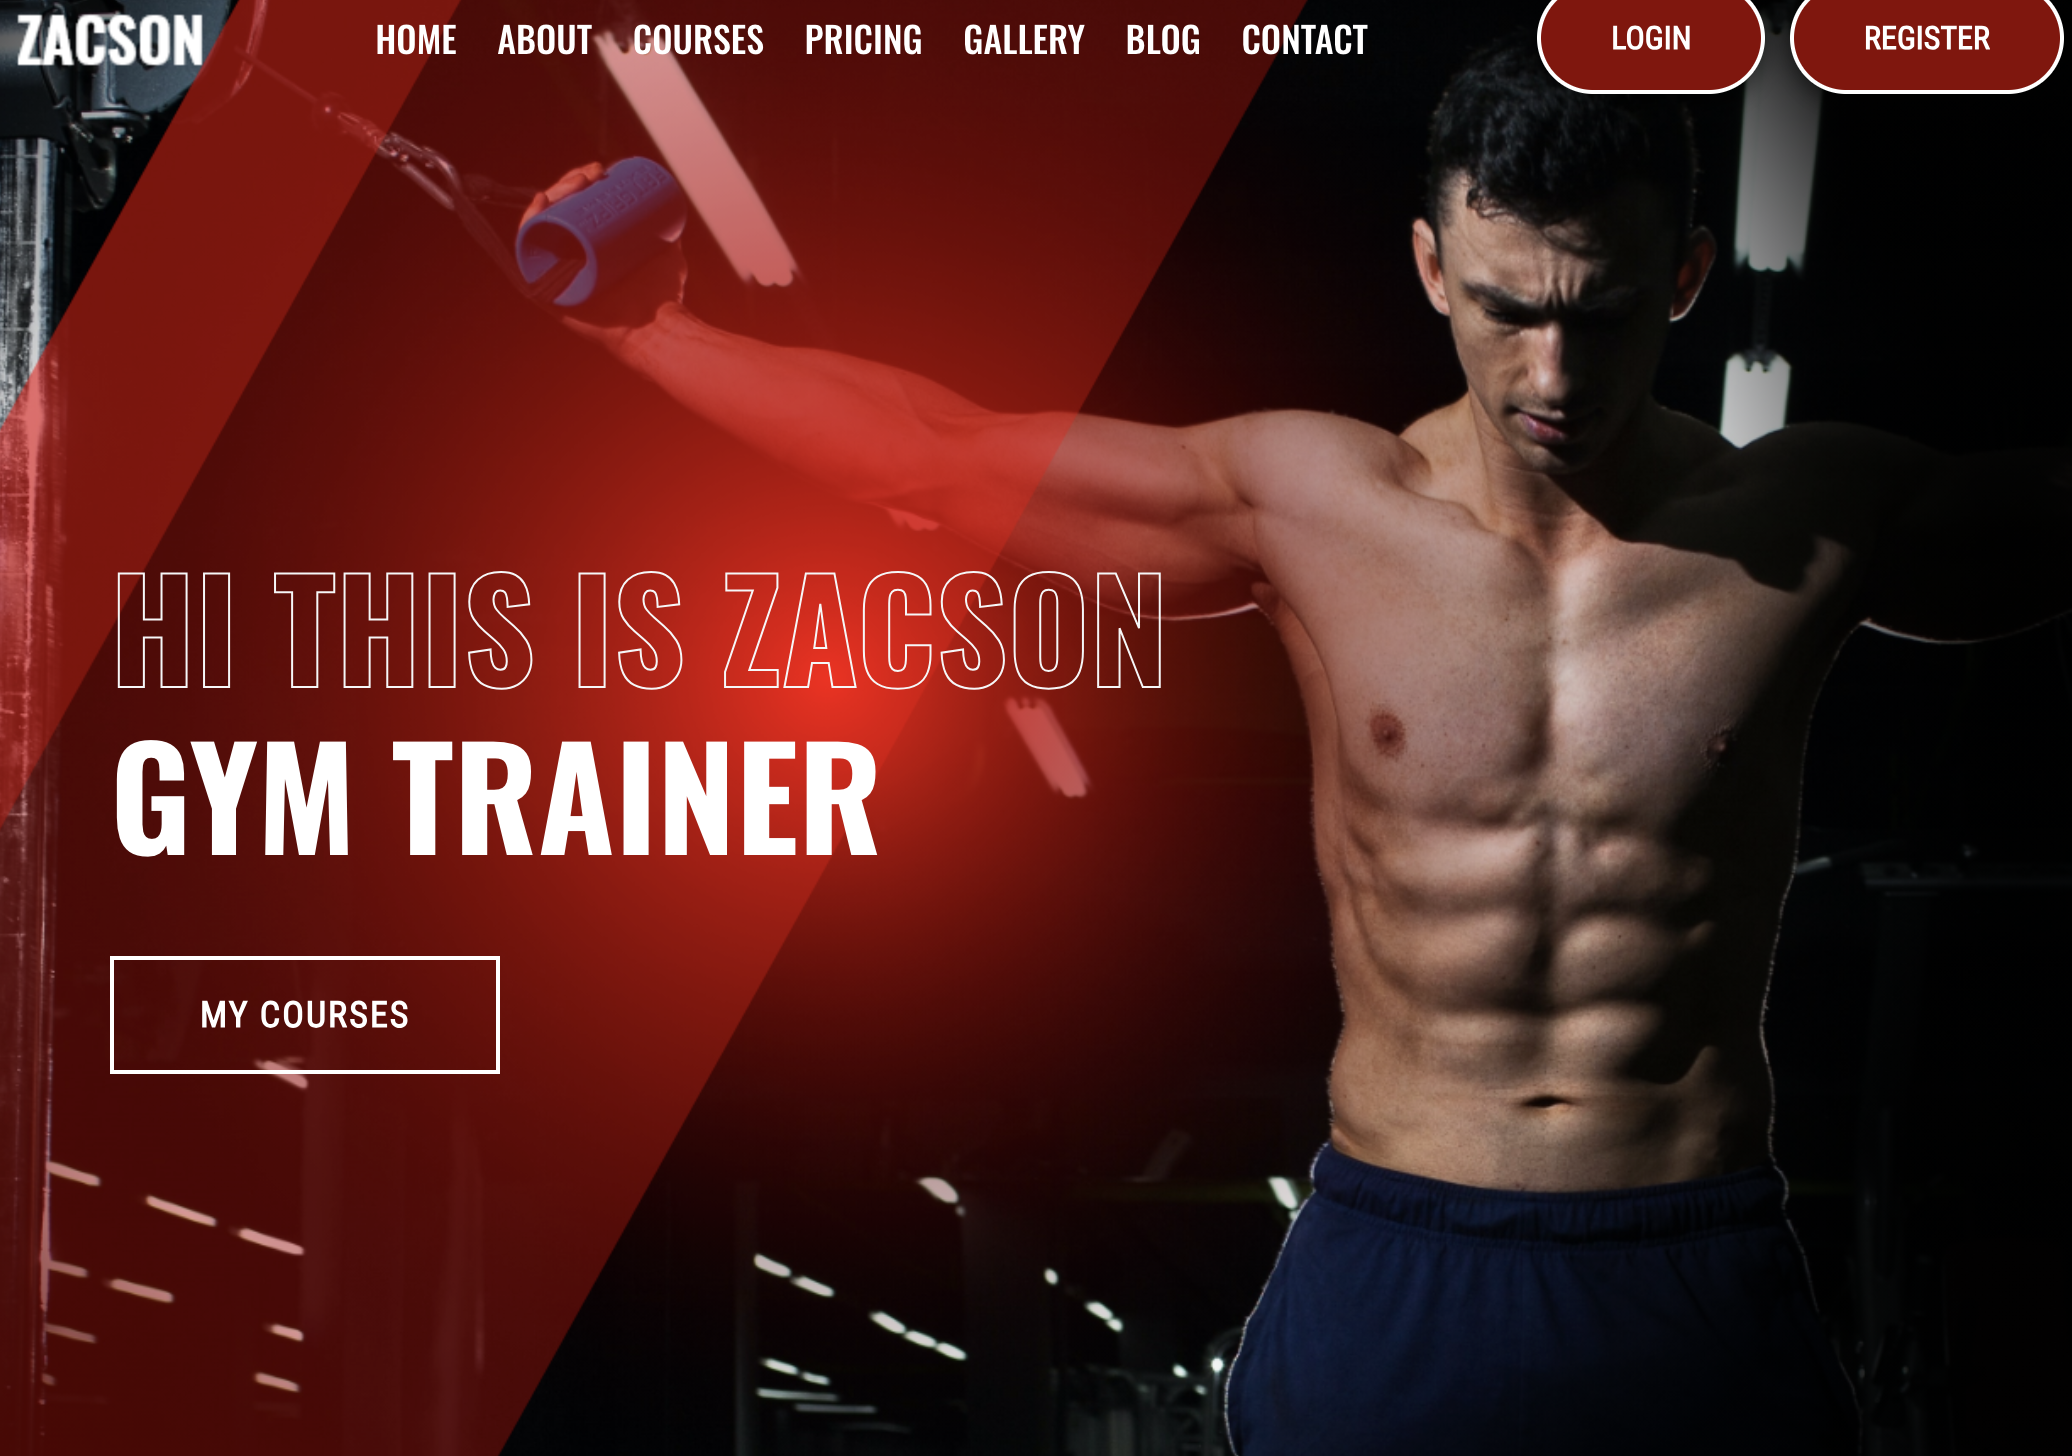 ZACSON
HOME ABOUT COURSES PRICING GALLERY BLOG CONTACT
LOGIN REGISTER
HI THIS IS ZACSON
GYM TRAINER
MY COURSES